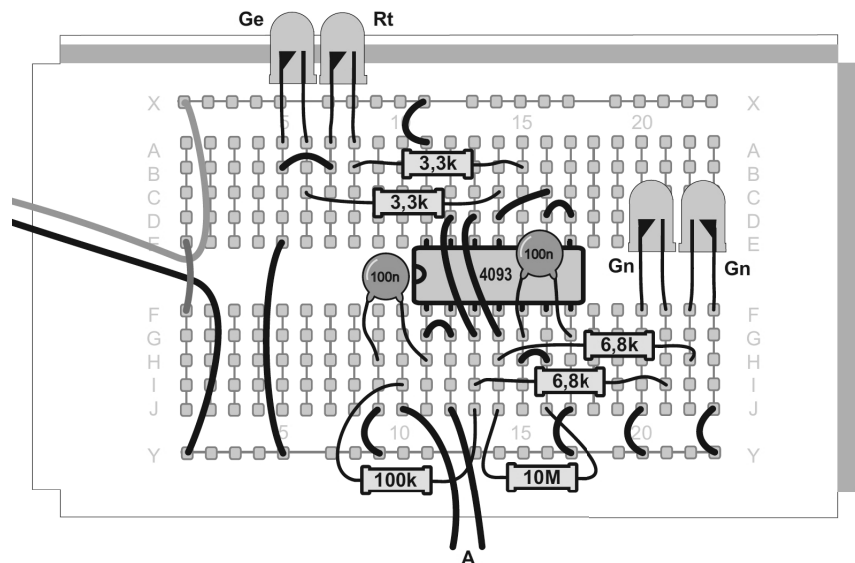 Ge Rt
X X
5 10 15 20
A A
B 3,3k B
C 3,3k C
D D
E E
100n 4093 100n
Gn Gn
F F
G 6,8k G
H H
I 6,8k I
J J
5 10 15 20
Y Y
100k 10M
A